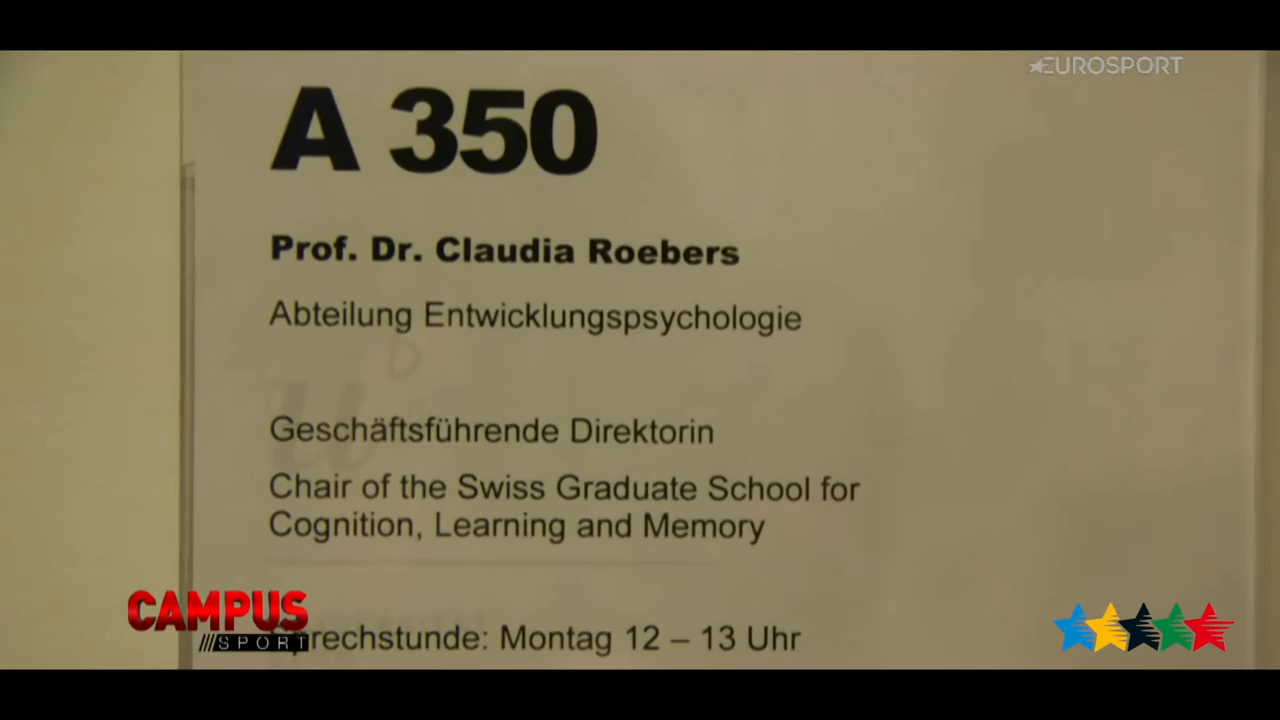 EUROSPORT
A 350
Prof. Dr. Claudia Roebers
Abteilung Entwicklungspsychologie
u
D
Geschäftsführende Direktorin
Chair of the Swiss Graduate School for
Cognition, Learning and Memory
Sprechstunde: Montag 12 – 13 Uhr
CAMPUS
///SPORT